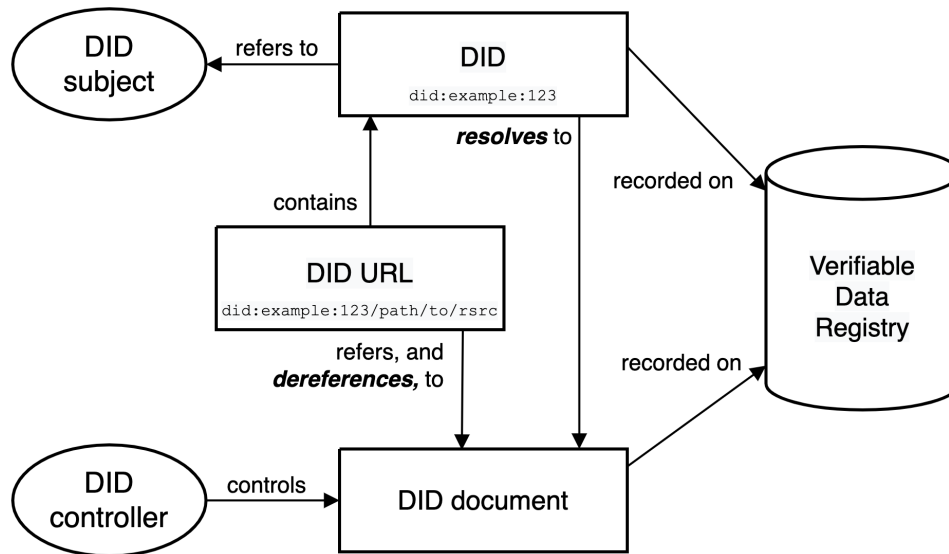 DID
subject
refers to
DID
did:example:123
resolves to
recorded on
contains
DID URL
did:example:123/path/to/rsrc
Verifiable
Data
Registry
refers, and
dereferences, to
recorded on
DID
controller
controls
DID document